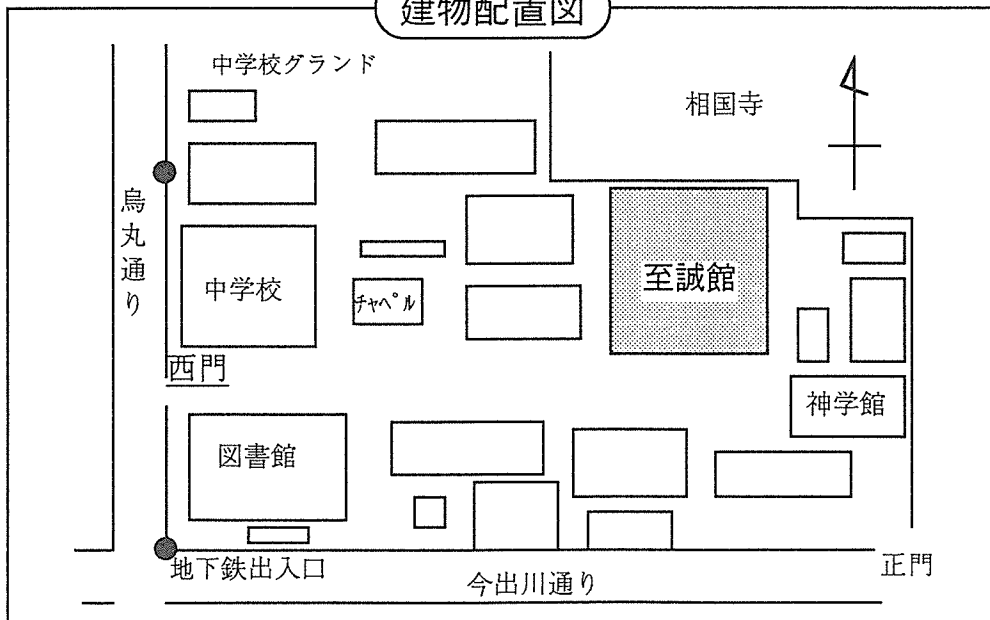 建物配置図
中学校グランド
相国寺
烏丸通り
中学校
チャペル
至誠館
西門
神学館
図書館
地下鉄出入口
今出川通り
正門